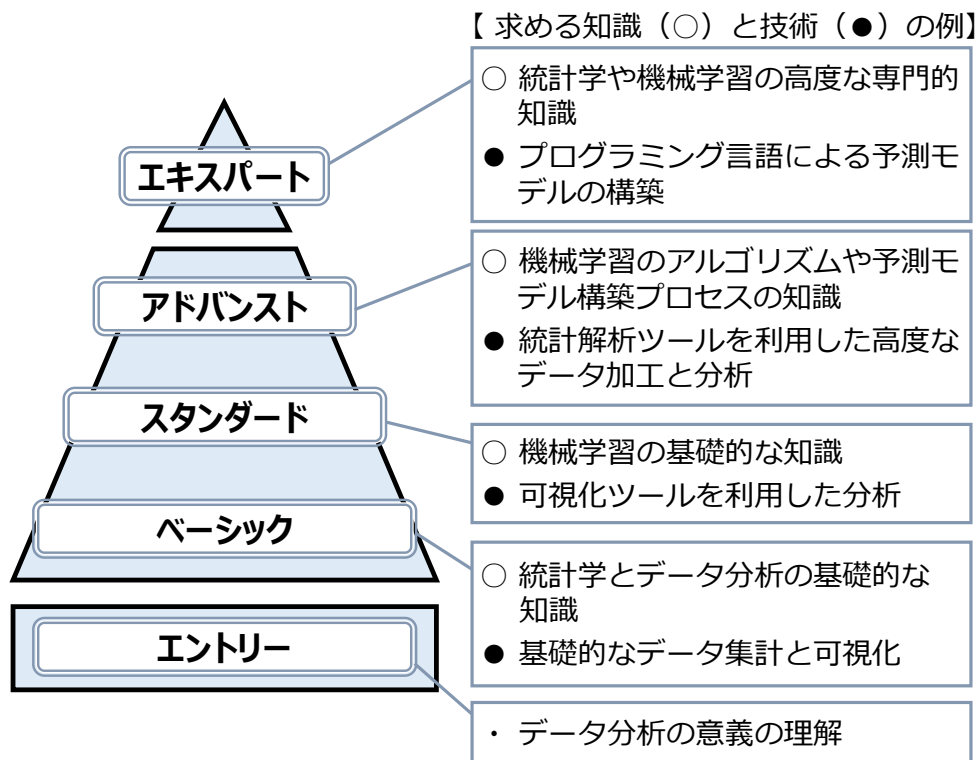 【 求める知識（○）と技術（●）の例】
エキスパート
○ 統計学や機械学習の高度な専門的
知識
● プログラミング言語による予測モ
デルの構築
アドバンスト
○ 機械学習のアルゴリズムや予測モ
デル構築プロセスの知識
● 統計解析ツールを利用した高度な
データ加工と分析
スタンダード
○ 機械学習の基礎的な知識
● 可視化ツールを利用した分析
ベーシック
○ 統計学とデータ分析の基礎的な
知識
● 基礎的なデータ集計と可視化
エントリー
・ データ分析の意義の理解